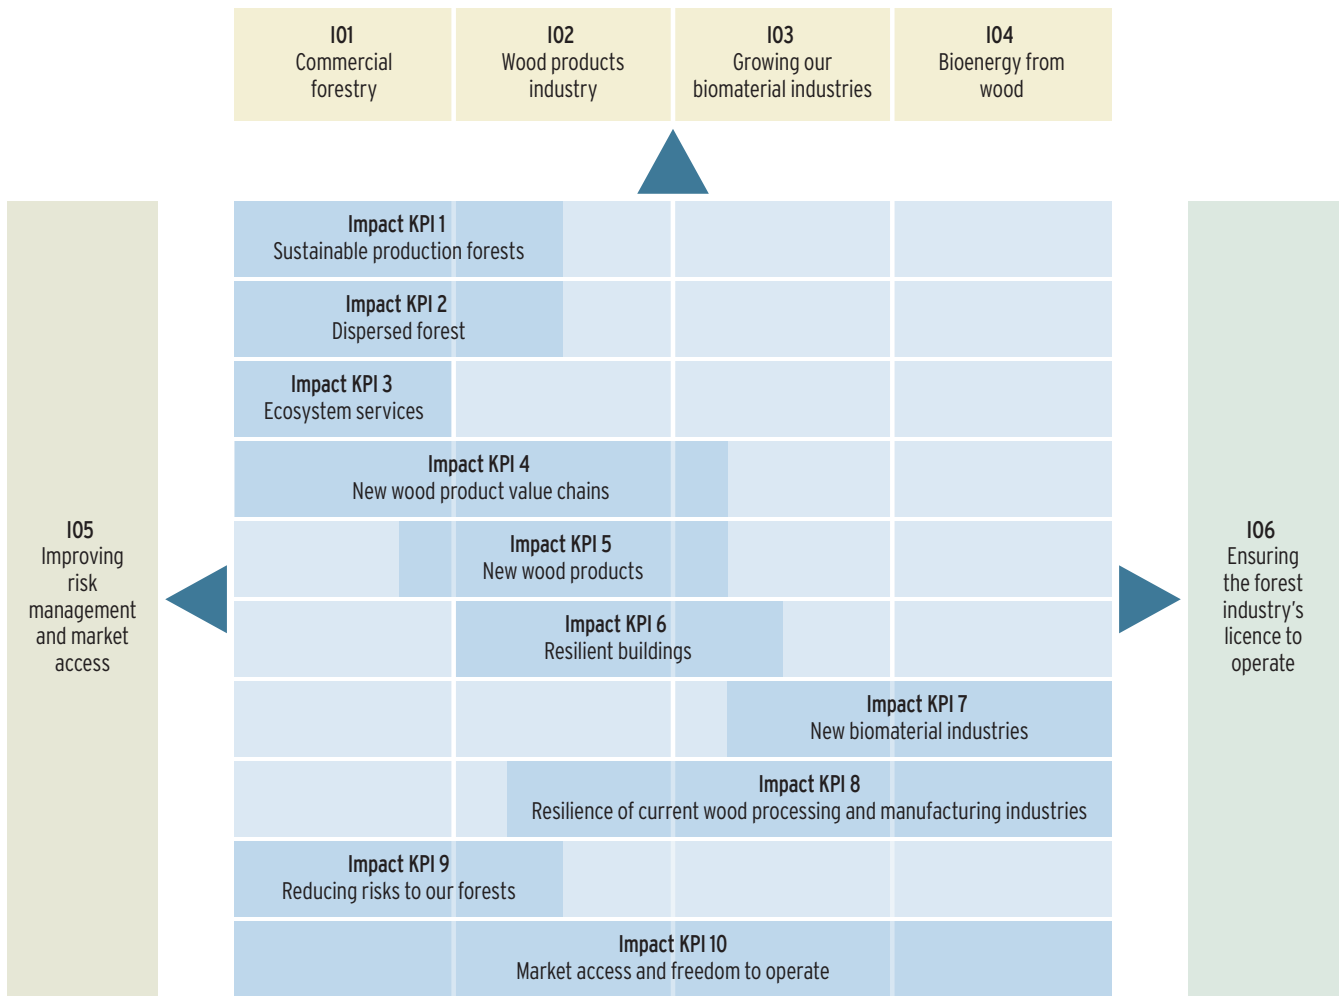 I01
Commercial
forestry
I02
Wood products
industry
I03
Growing our
biomaterial industries
I04
Bioenergy from
wood
Impact KPI 1
Sustainable production forests
Impact KPI 2
Dispersed forest
Impact KPI 3
Ecosystem services
Impact KPI 4
New wood product value chains
Impact KPI 5
New wood products
Impact KPI 6
Resilient buildings
Impact KPI 7
New biomaterial industries
Impact KPI 8
Resilience of current wood processing and manufacturing industries
Impact KPI 9
Reducing risks to our forests
Impact KPI 10
Market access and freedom to operate
I05
Improving
risk
management
and market
access
I06
Ensuring
the forest
industry’s
licence to
operate